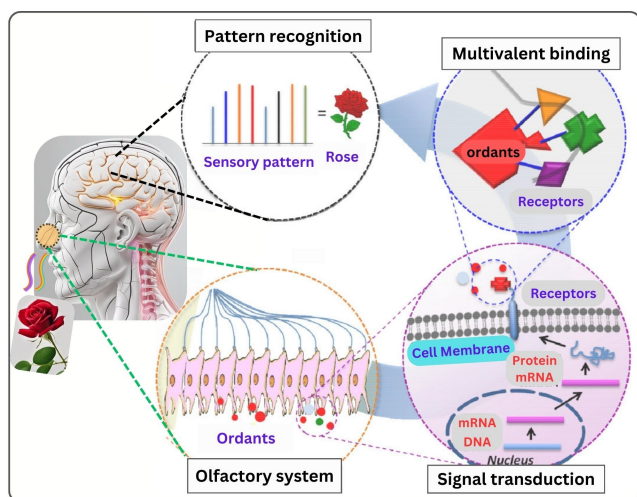 Pattern recognition
Multivalent binding
=
Sensory pattern
Rose
ordants
Receptors
Receptors
Cell Membrane
Protein
mRNA
mRNA
DNA
Nucleus
Ordants
Olfactory system
Signal transduction